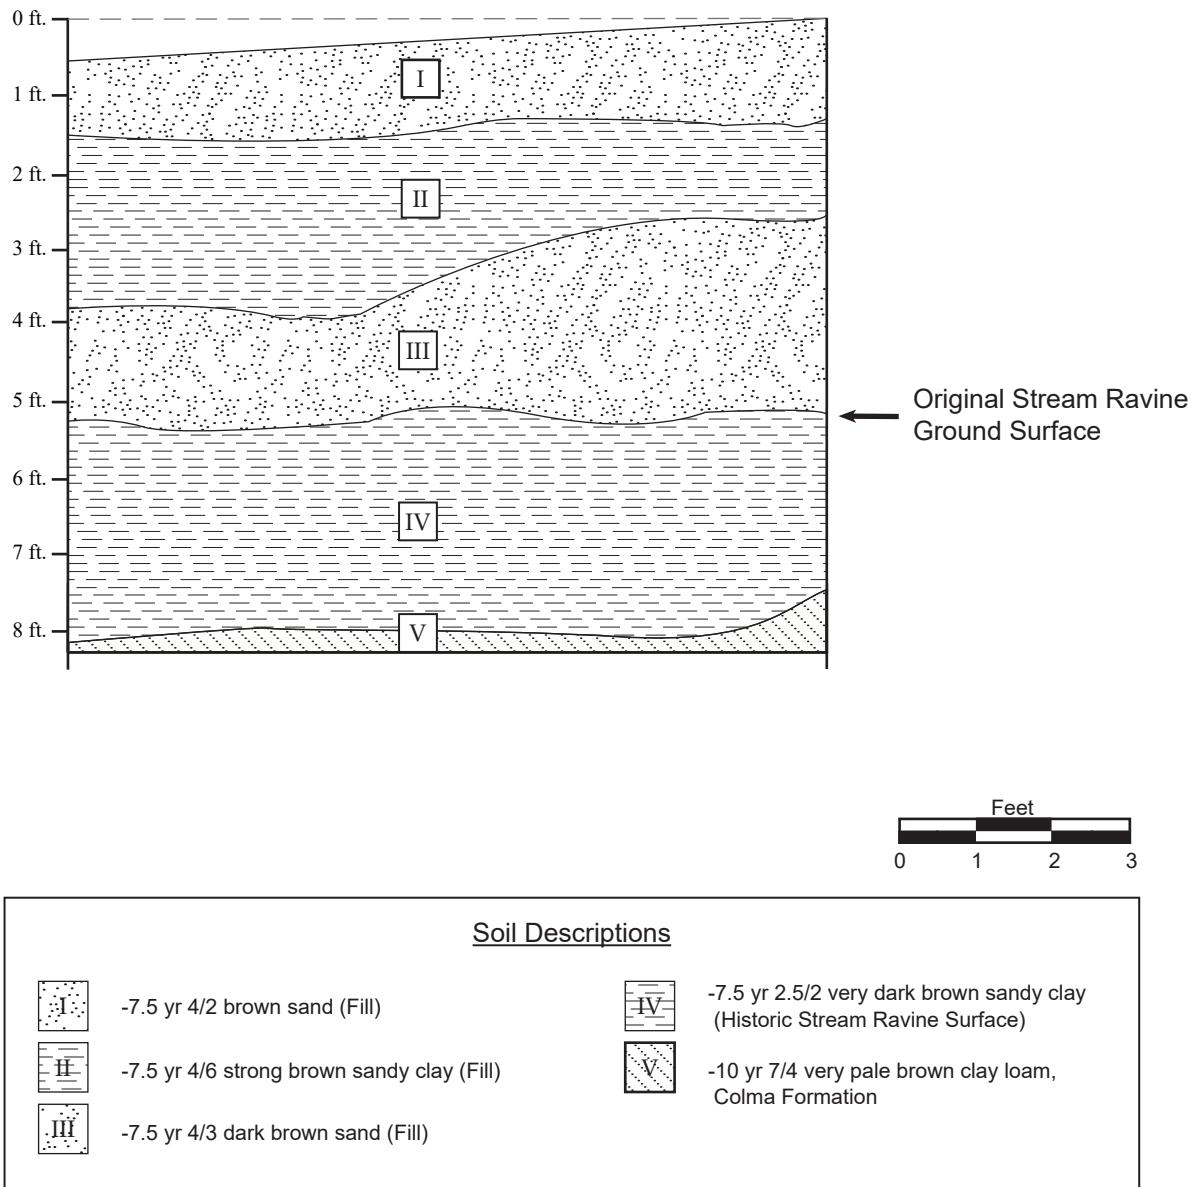 0 ft.
1 ft.
2 ft.
3 ft.
4 ft.
5 ft.
6 ft.
7 ft.
8 ft.
I
II
III
IV
V
Original Stream Ravine
Ground Surface
Feet
0 1 2 3
Soil Descriptions
I -7.5 yr 4/2 brown sand (Fill)
II -7.5 yr 4/6 strong brown sandy clay (Fill)
III -7.5 yr 4/3 dark brown sand (Fill)
IV -7.5 yr 2.5/2 very dark brown sandy clay
(Historic Stream Ravine Surface)
V -10 yr 7/4 very pale brown clay loam,
Colma Formation